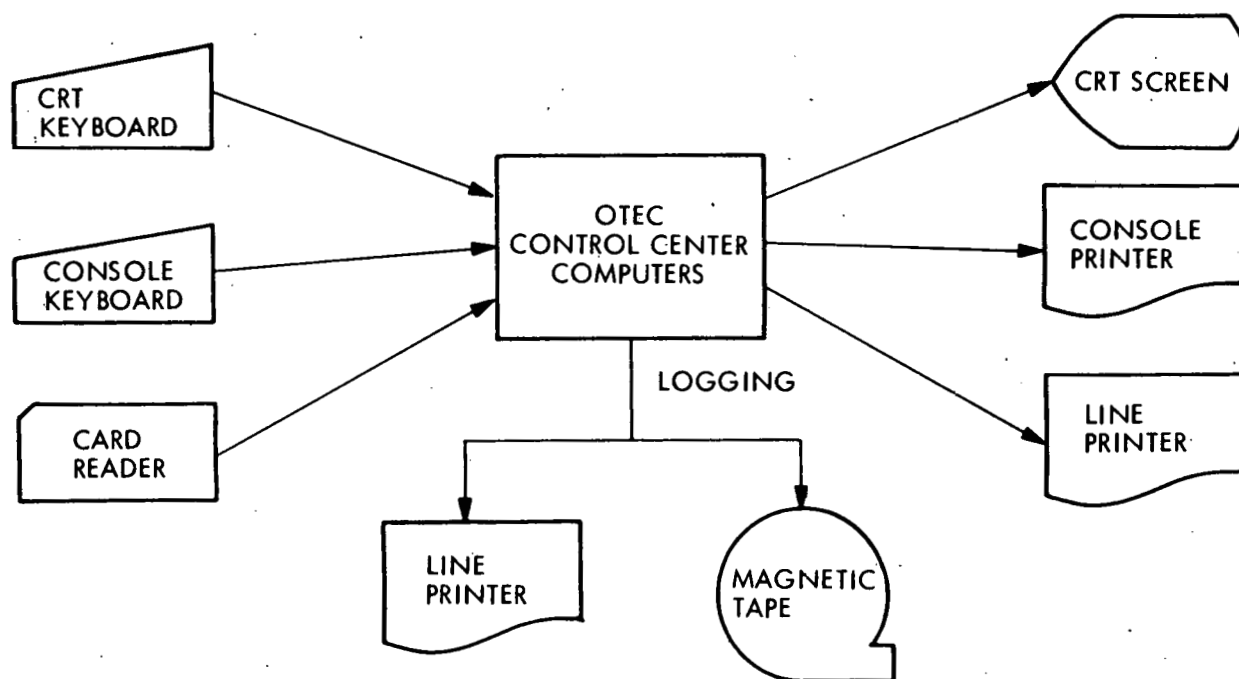 CRT
KEYBOARD
CONSOLE
KEYBOARD
CARD
READER
OTEC
CONTROL CENTER
COMPUTERS
LOGGING
LINE
PRINTER
MAGNETIC
TAPE
CRT SCREEN
CONSOLE
PRINTER
LINE
PRINTER